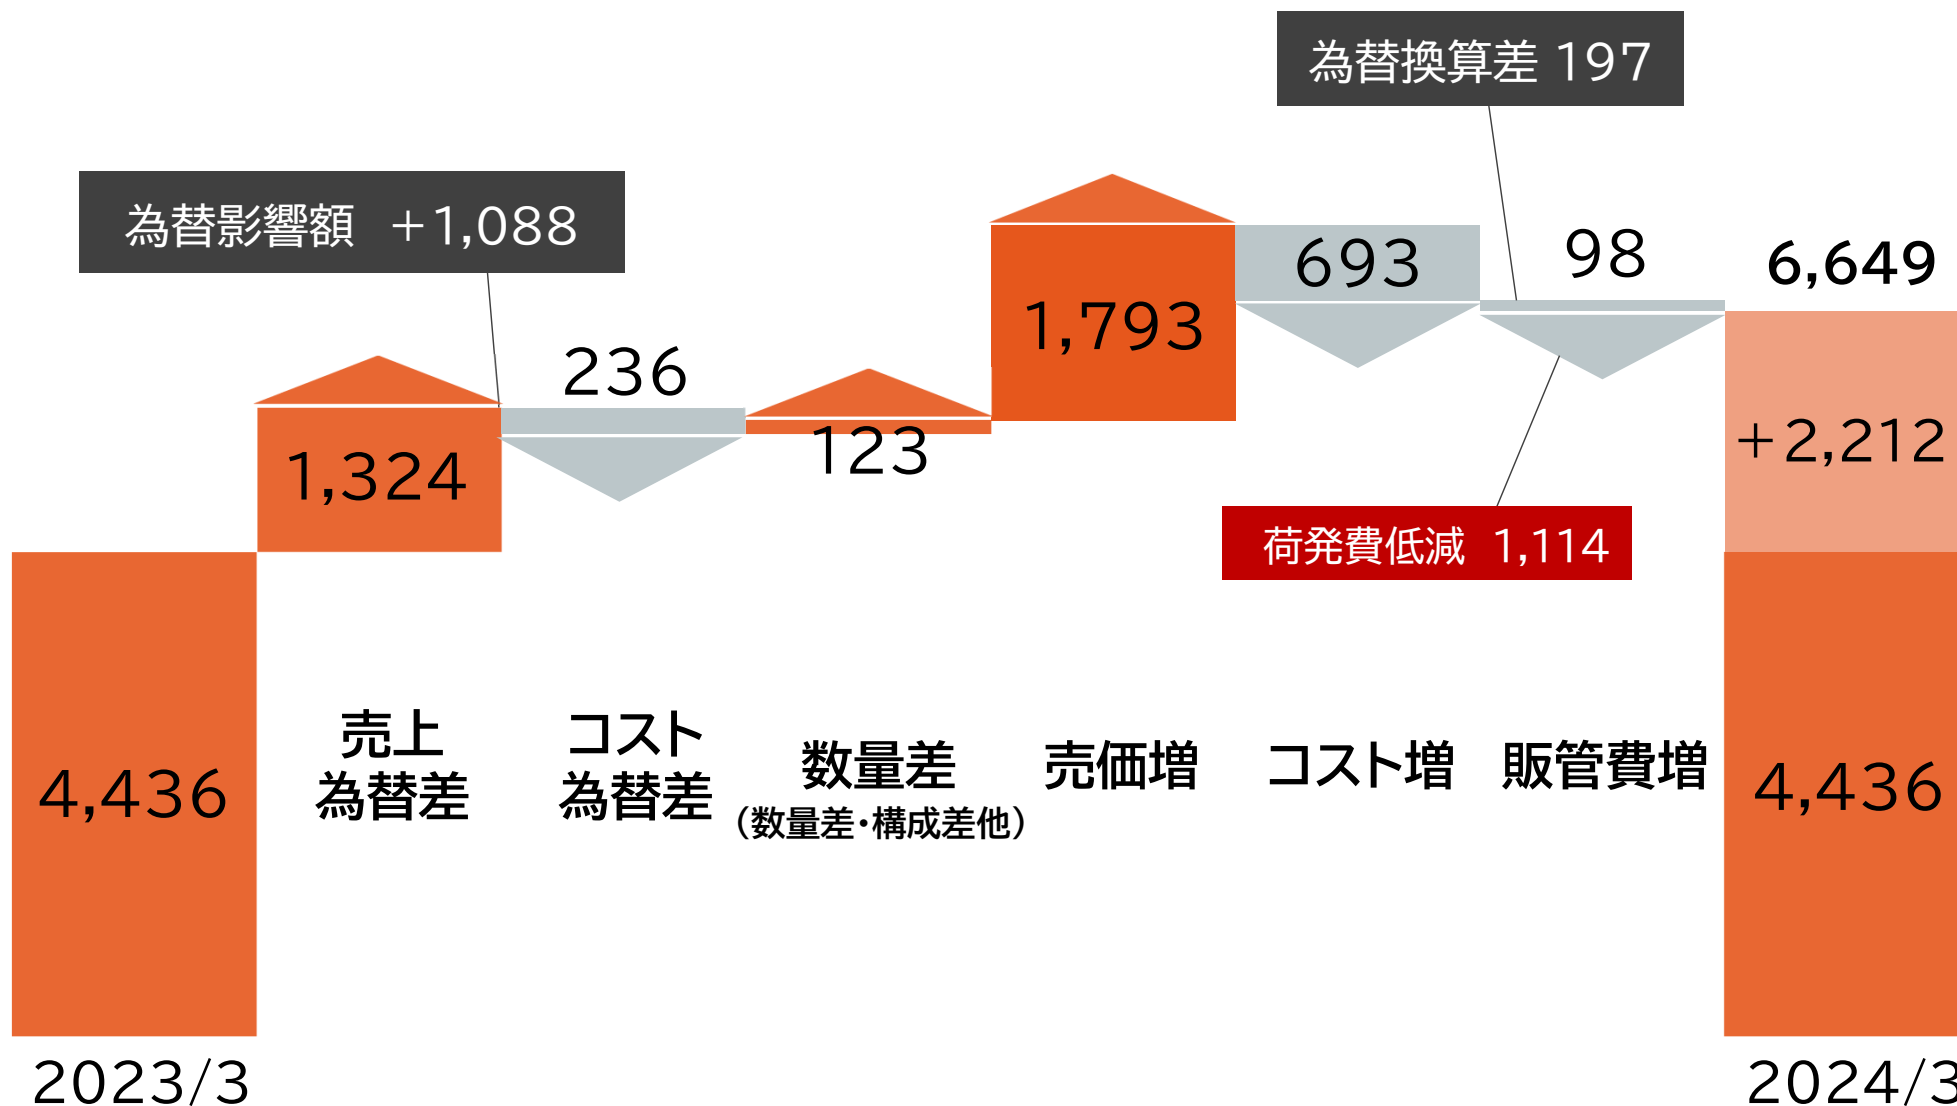 為替換算差 197
為替影響額 +1,088
1,324
236
123
1,793
693
98
6,649
+2,212
荷発費低減 1,114
4,436
4,436
売上
為替差
コスト
為替差
数量差
(数量差・構成差他)
売価増
コスト増
販管費増
2023/3
2024/3